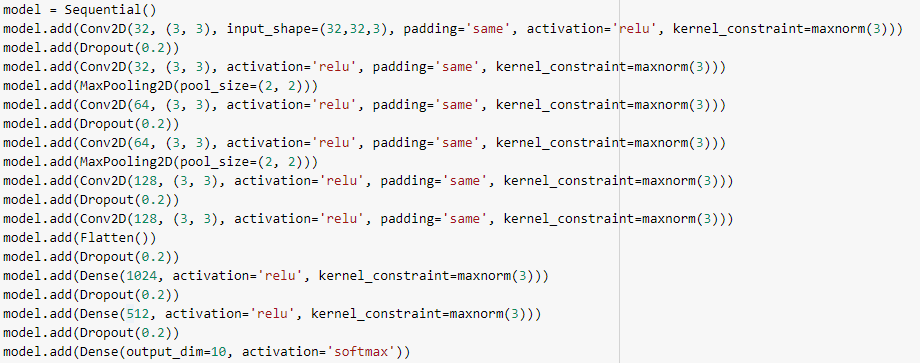 model = Sequential()
model.add(Conv2D(32, (3, 3), input_shape=(32,32,3), padding='same', activation='relu', kernel_constraint=maxnorm(3)))
model.add(Dropout(0.2))
model.add(Conv2D(32, (3, 3), activation='relu', padding='same', kernel_constraint=maxnorm(3)))
model.add(MaxPooling2D(pool_size=(2, 2)))
model.add(Conv2D(64, (3, 3), activation='relu', padding='same', kernel_constraint=maxnorm(3)))
model.add(Dropout(0.2))
model.add(Conv2D(64, (3, 3), activation='relu', padding='same', kernel_constraint=maxnorm(3)))
model.add(MaxPooling2D(pool_size=(2, 2)))
model.add(Conv2D(128, (3, 3), activation='relu', padding='same', kernel_constraint=maxnorm(3)))
model.add(Dropout(0.2))
model.add(Conv2D(128, (3, 3), activation='relu', padding='same', kernel_constraint=maxnorm(3)))
model.add(Flatten())
model.add(Dropout(0.2))
model.add(Dense(1024, activation='relu', kernel_constraint=maxnorm(3)))
model.add(Dropout(0.2))
model.add(Dense(512, activation='relu', kernel_constraint=maxnorm(3)))
model.add(Dropout(0.2))
model.add(Dense(output_dim=10, activation='softmax'))